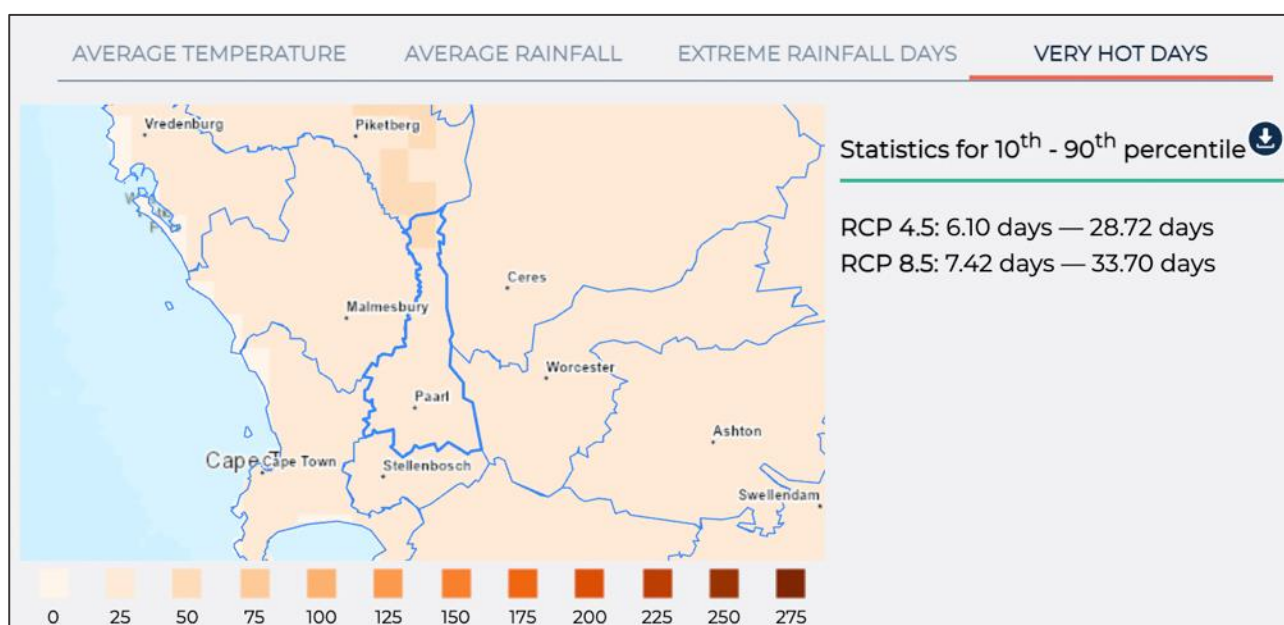 AVERAGE TEMPERATURE AVERAGE RAINFALL EXTREME RAINFALL DAYS VERY HOT DAYS
Vredenburg
Piketberg
Statistics for 10th - 90th percentile
RCP 4.5: 6.10 days — 28.72 days
RCP 8.5: 7.42 days — 33.70 days
Ceres
Malmesbury
Worcester
Paarl
Ashton
Cape Town
Stellenbosch
Swellendam
0 25 50 75 100 125 150 175 200 225 250 275